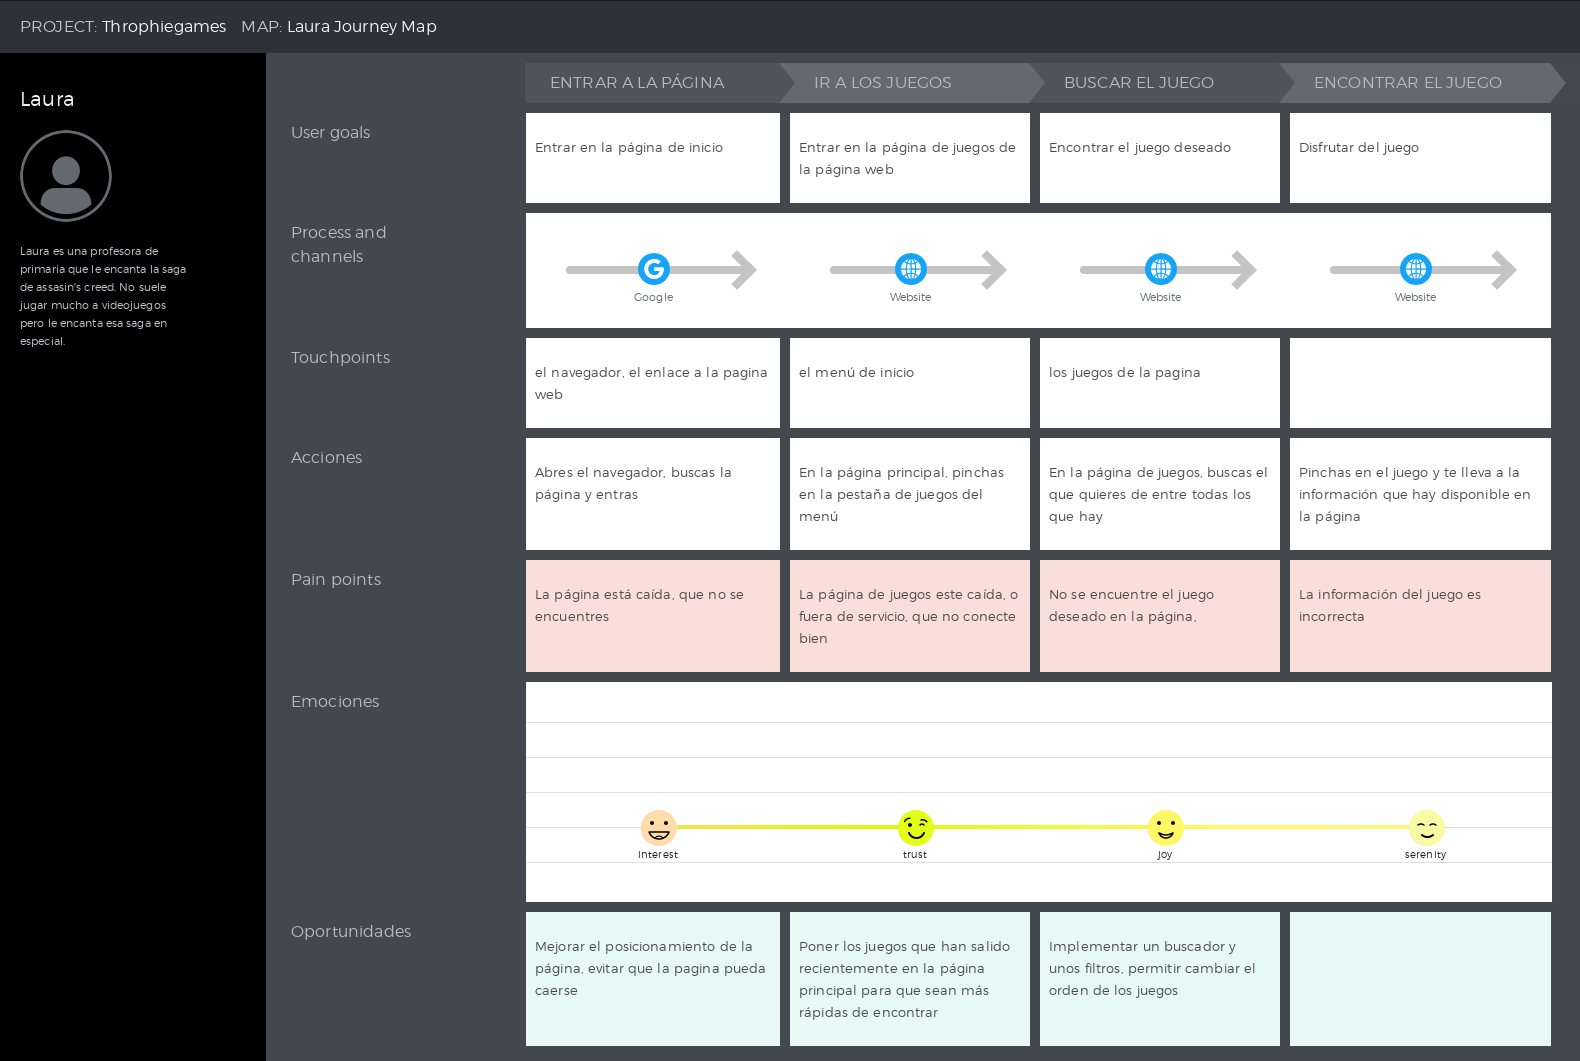 PROJECT: Throphiegames MAP: Laura Journey Map
Laura
Laura es una profesora de
primaria que le encanta la saga
de assasin's creed. No suele
jugar mucho a videojuegos
pero le encanta esa saga en
especial.
ENTRAR A LA PÁGINA
IR A LOS JUEGOS
BUSCAR EL JUEGO
ENCONTRAR EL JUEGO
User goals
Entrar en la página de inicio
Entrar en la página de juegos de
la página web
Encontrar el juego deseado
Disfrutar del juego
Process and
channels
Google
Website
Website
Website
Touchpoints
el navegador, el enlace a la pagina
web
el menú de inicio
los juegos de la pagina
Acciones
Abres el navegador, buscas la
página y entras
En la página principal, pinchas
en la pestaña de juegos del
menú
En la página de juegos, buscas el
que quieres de entre todas los
que hay
Pinchas en el juego y te lleva a la
información que hay disponible en
la página
Pain points
La página está caída, que no se
encuentres
La página de juegos este caída, o
fuera de servicio, que no conecte
bien
No se encuentre el juego
deseado en la página,
La información del juego es
incorrecta
Emociones
interest
trust
joy
serenity
Oportunidades
Mejorar el posicionamiento de la
página, evitar que la pagina pueda
caerse
Poner los juegos que han salido
recientemente en la página
principal para que sean más
rápidas de encontrar
Implementar un buscador y
unos filtros, permitir cambiar el
orden de los juegos